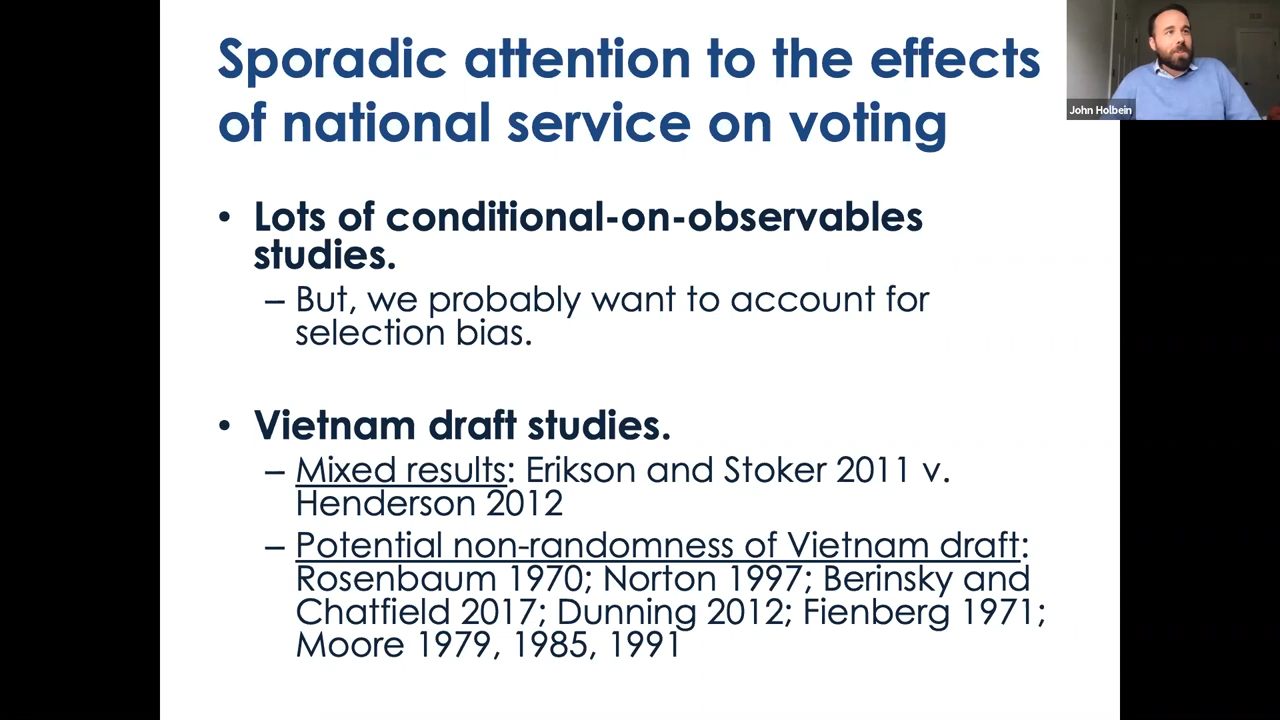 Sporadic attention to the effects
of national service on voting
John Holbein
• Lots of conditional-on-observables
studies.
– But, we probably want to account for
selection bias.
• Vietnam draft studies.
– Mixed results: Erikson and Stoker 2011 v.
Henderson 2012
– Potential non-randomness of Vietnam draft:
Rosenbaum 1970; Norton 1997; Berinsky and
Chatfield 2017; Dunning 2012; Fienberg 1971;
Moore 1979, 1985, 1991